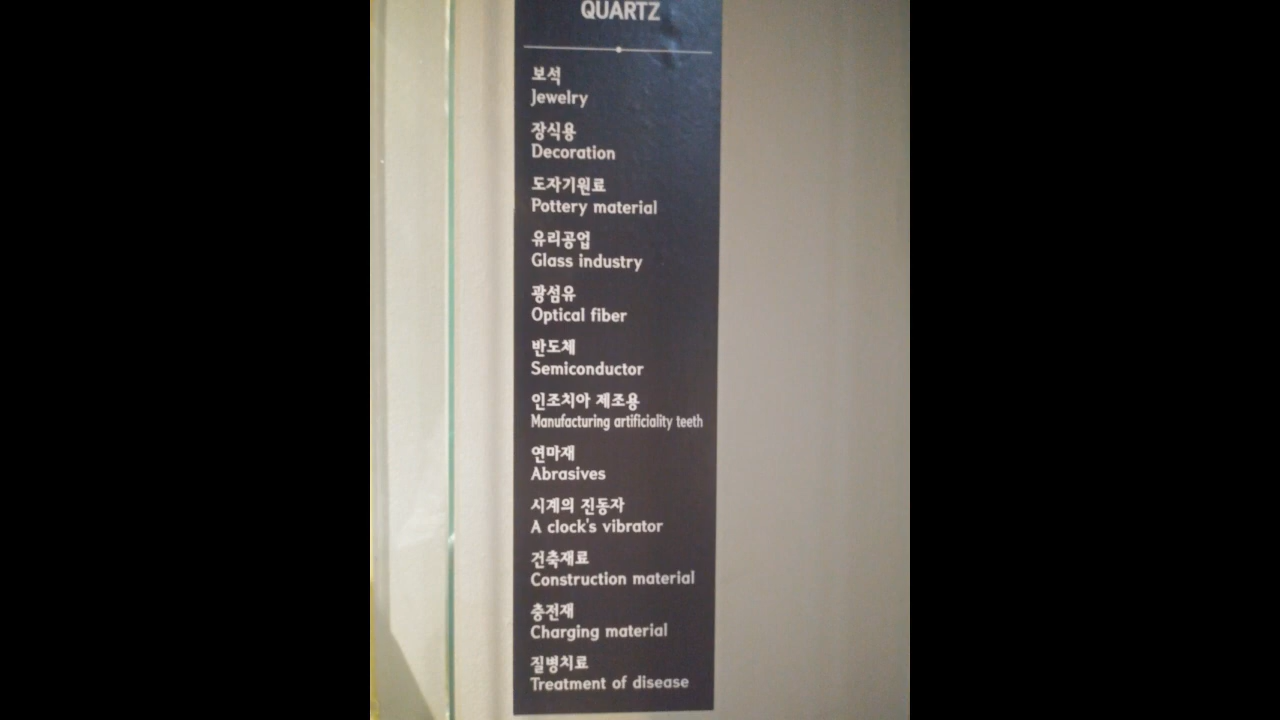 QUARTZ
보석
Jewelry
장식용
Decoration
도자기원료
Pottery material
유리공업
Glass industry
광섬유
Optical fiber
반도체
Semiconductor
인조치아 제조용
Manufacturing artificiality teeth
연마재
Abrasives
시계의 진동자
A clock's vibrator
건축재료
Construction material
충전재
Charging material
질병치료
Treatment of disease